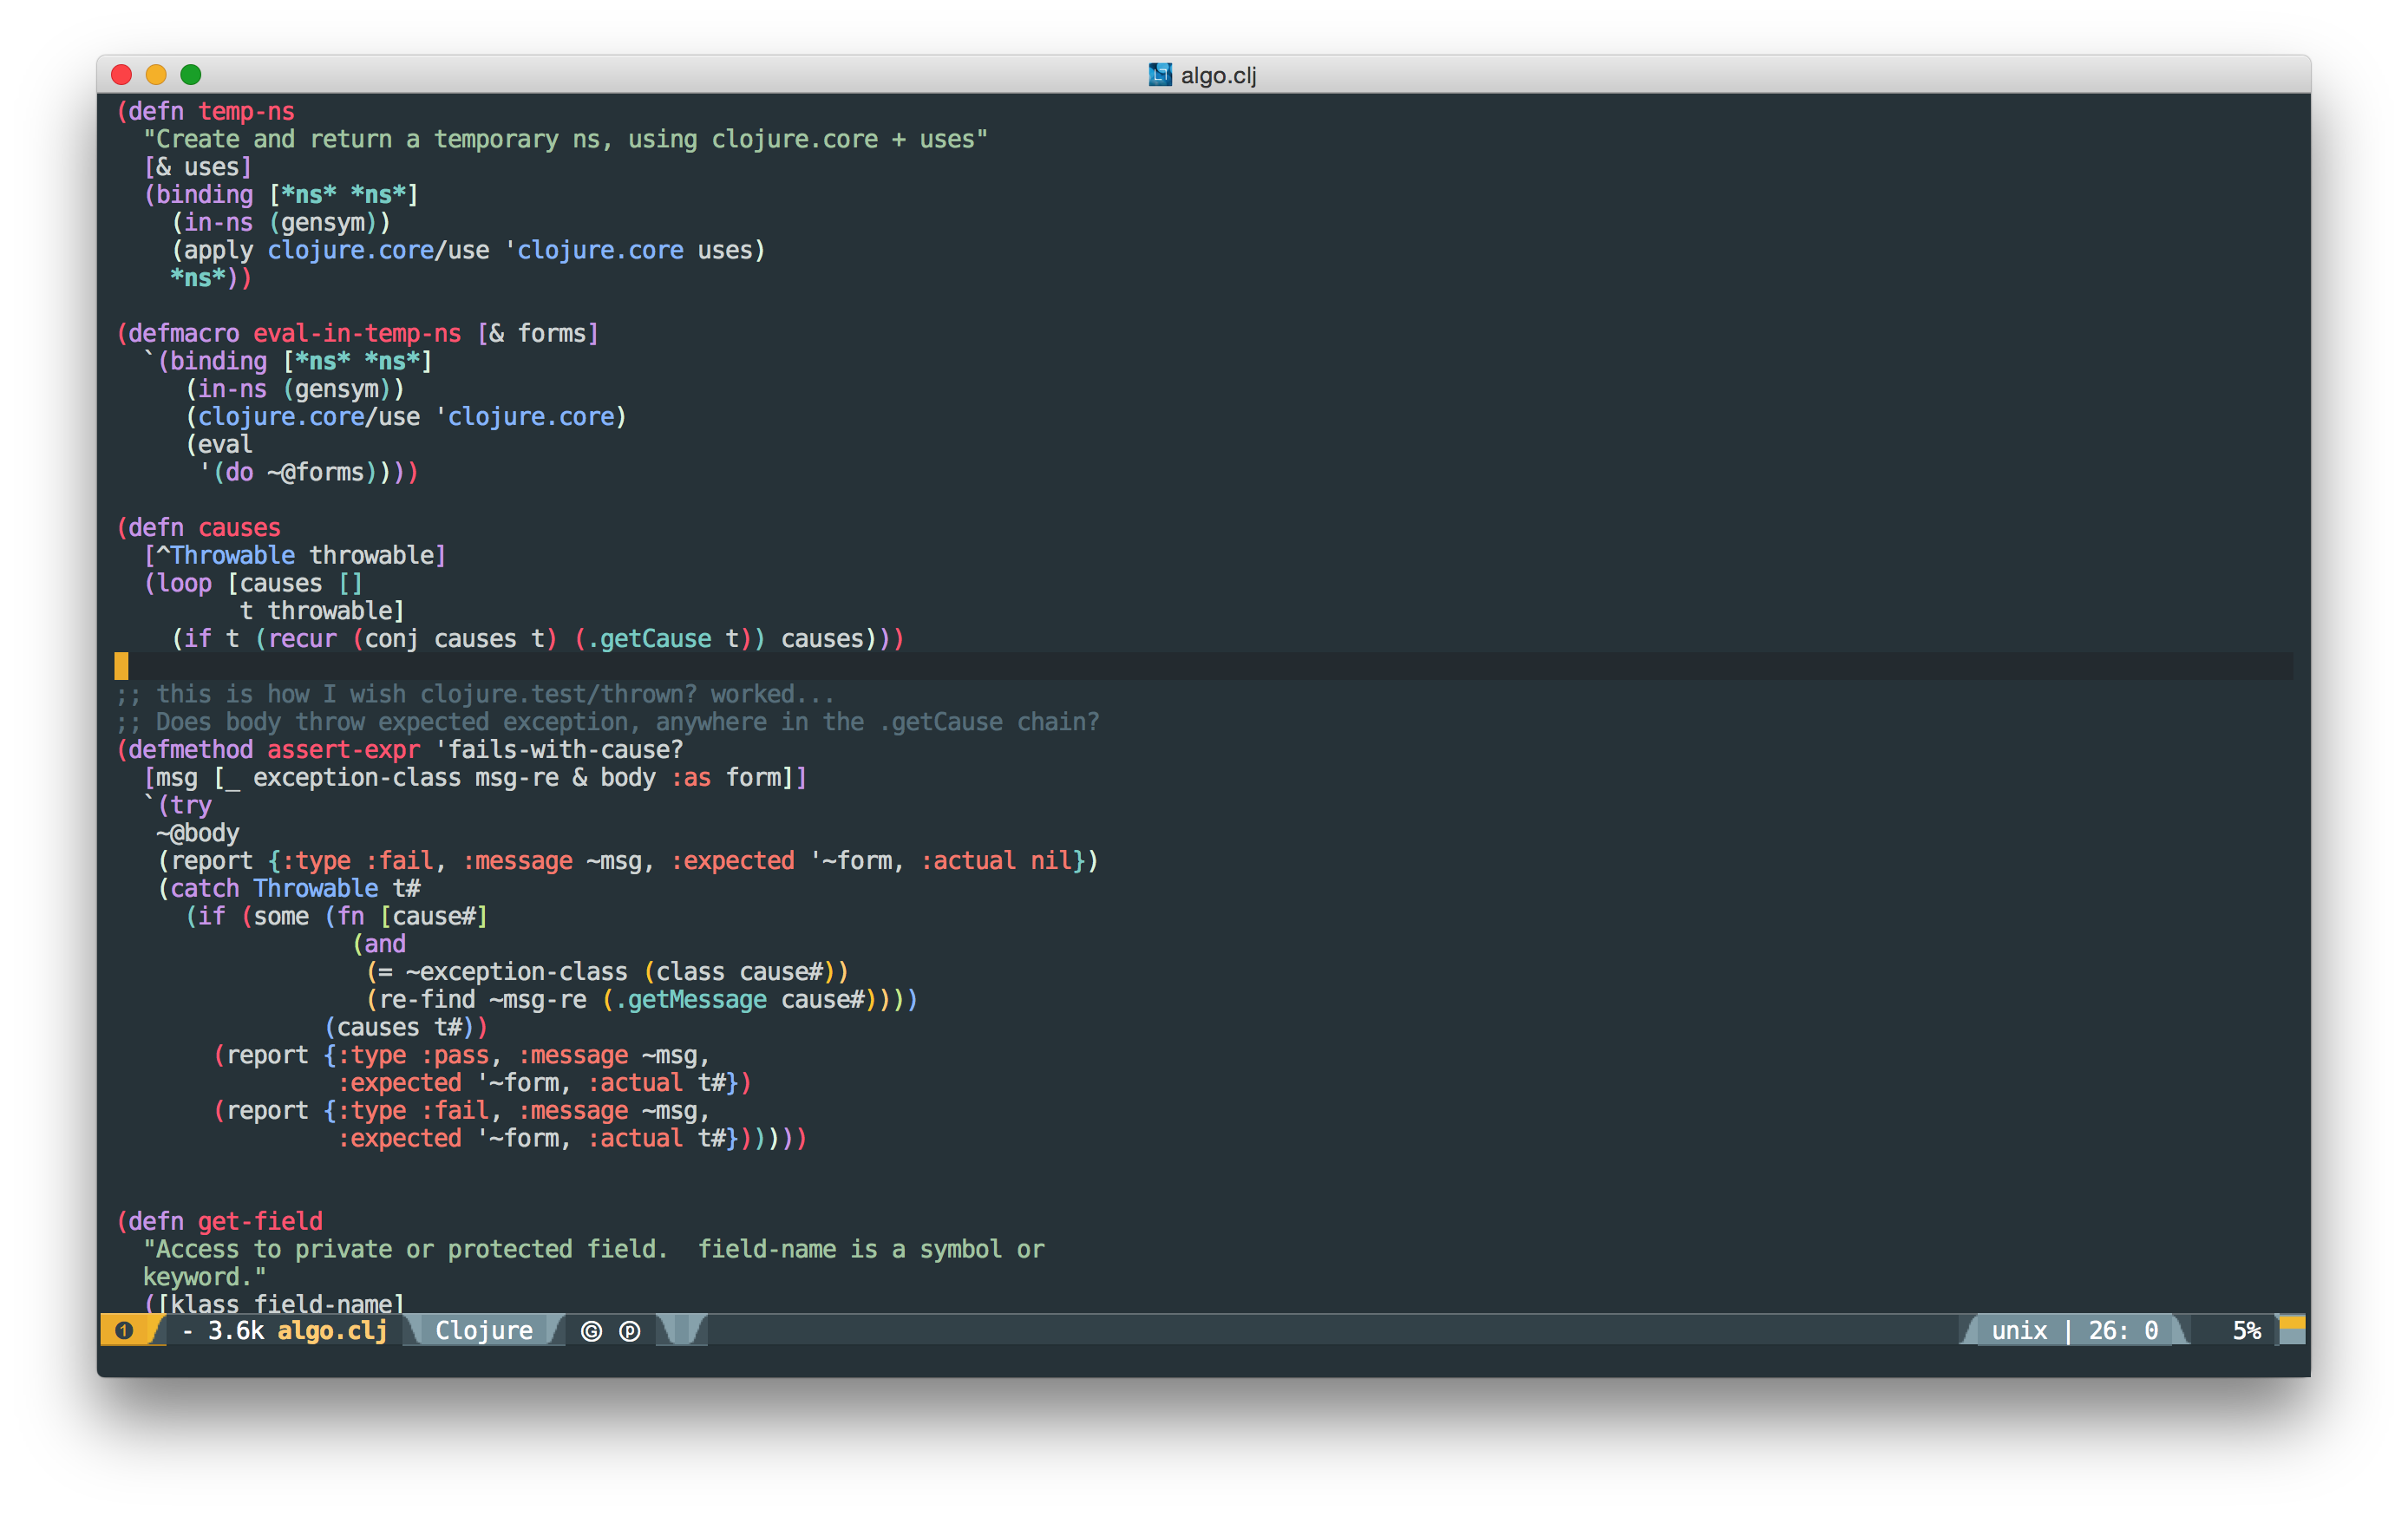 algo.clj
(defn temp-ns
  "Create and return a temporary ns, using clojure.core + uses"
  [& uses]
  (binding [*ns* *ns*]
    (in-ns (gensym))
    (apply clojure.core/use 'clojure.core uses)
    *ns*))
(defmacro eval-in-temp-ns [& forms]
  `(binding [*ns* *ns*]
     (in-ns (gensym))
     (clojure.core/use 'clojure.core)
     (eval
      '(do ~@forms))))
(defn causes
  [^Throwable throwable]
  (loop [causes []
         t throwable]
    (if t (recur (conj causes t) (.getCause t)) causes)))
;; this is how I wish clojure.test/thrown? worked...
;; Does body throw expected exception, anywhere in the .getCause chain?
(defmethod assert-expr 'fails-with-cause?
  [msg [_ exception-class msg-re & body :as form]]
  `(try
   ~@body
   (report {:type :fail, :message ~msg, :expected '~form, :actual nil})
   (catch Throwable t#
     (if (some (fn [cause#]
                 (and
                  (= ~exception-class (class cause#))
                  (re-find ~msg-re (.getMessage cause#))))
               (causes t#))
       (report {:type :pass, :message ~msg,
                :expected '~form, :actual t#})
       (report {:type :fail, :message ~msg,
                :expected '~form, :actual t#})))))
(defn get-field
  "Access to private or protected field.  field-name is a symbol or
  keyword."
  ([klass field-name]
❶ - 3.6k algo.clj Clojure Ⓖ ⓟ unix | 26: 0 5%